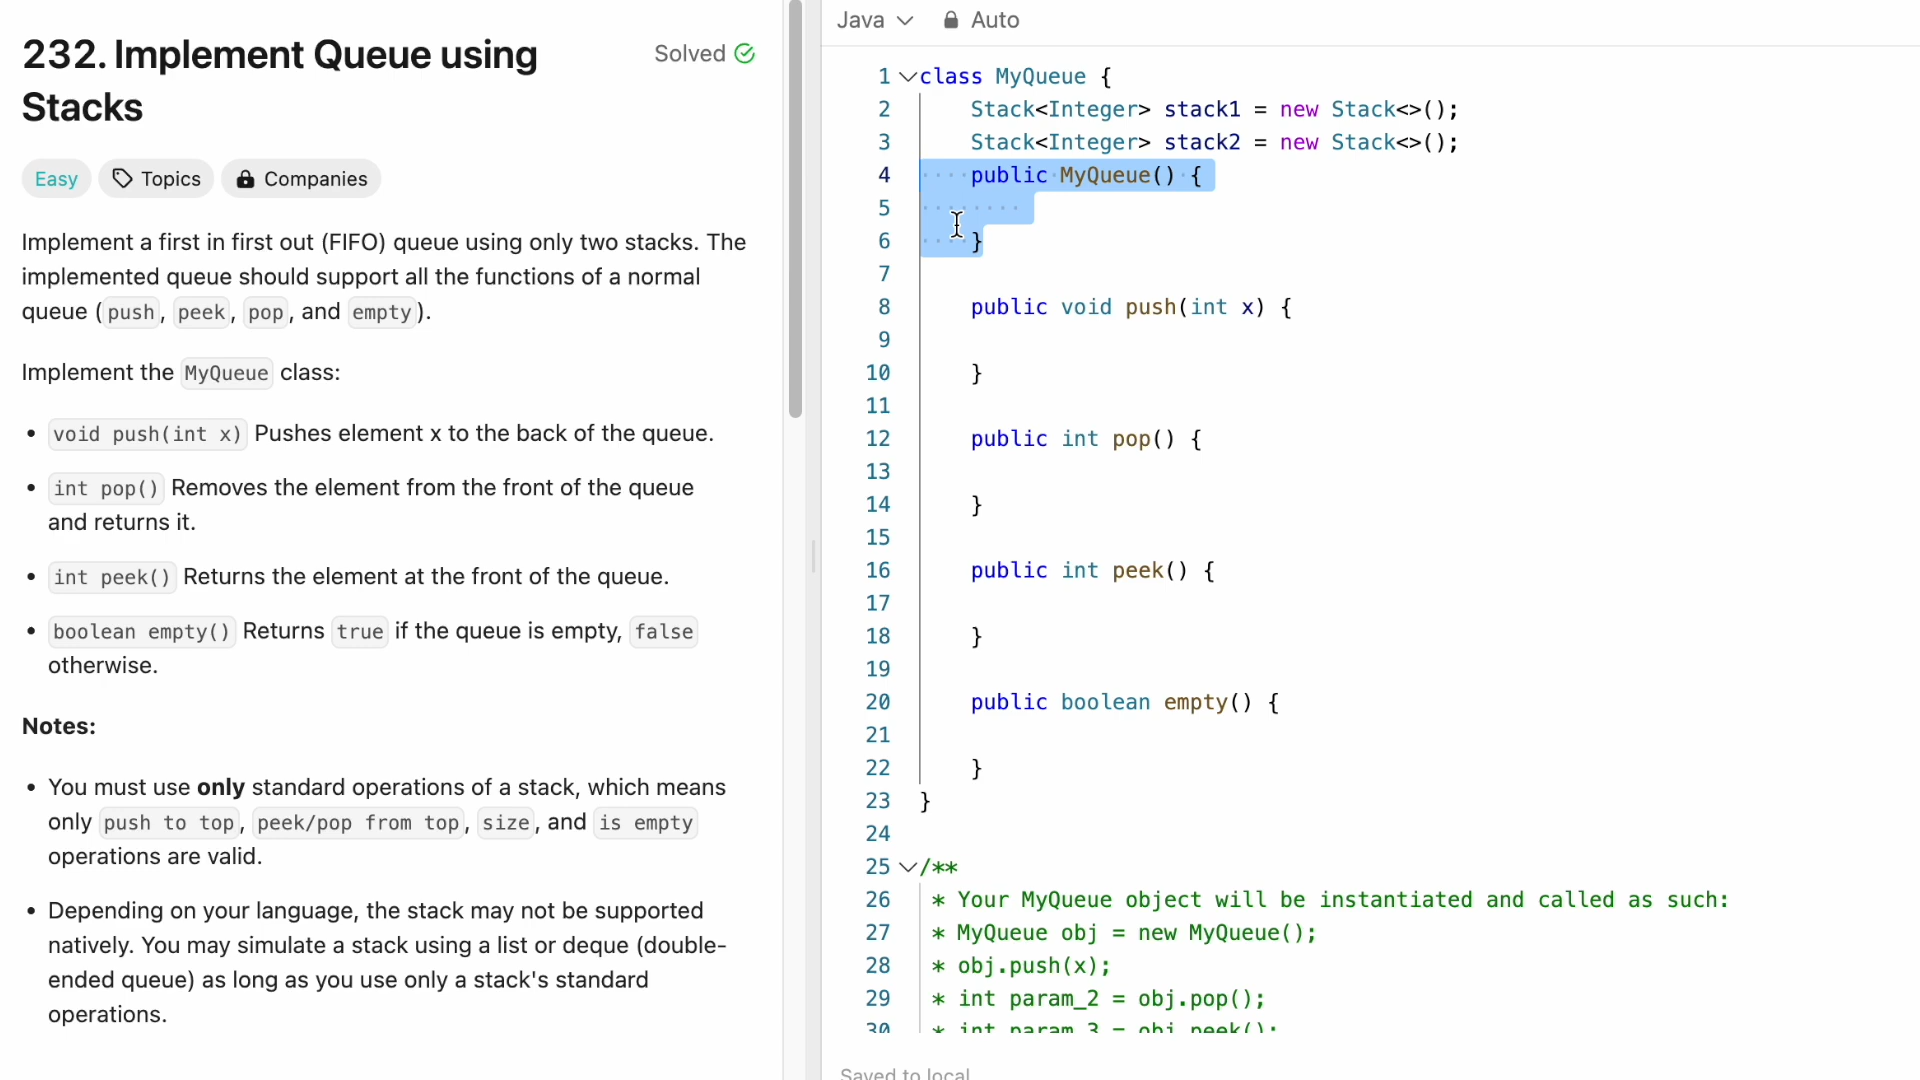 232. Implement Queue using
Stacks
Solved
Easy
Topics
Companies
Implement a first in first out (FIFO) queue using only two stacks. The
implemented queue should support all the functions of a normal
queue (push, peek, pop, and empty).
Implement the MyQueue class:
• void push(int x) Pushes element x to the back of the queue.
• int pop() Removes the element from the front of the queue
and returns it.
• int peek() Returns the element at the front of the queue.
• boolean empty() Returns true if the queue is empty, false
otherwise.
Notes:
• You must use only standard operations of a stack, which means
only push to top, peek/pop from top, size, and is empty
operations are valid.
• Depending on your language, the stack may not be supported
natively. You may simulate a stack using a list or deque (double-
ended queue) as long as you use only a stack's standard
operations.
Java
Auto
1 class MyQueue {
2     Stack<Integer> stack1 = new Stack<>();
3     Stack<Integer> stack2 = new Stack<>();
4     public MyQueue() {
5
6     }
7
8     public void push(int x) {
9
10     }
11
12     public int pop() {
13
14     }
15
16     public int peek() {
17
18     }
19
20     public boolean empty() {
21
22     }
23 }
24
25 /**
26  * Your MyQueue object will be instantiated and called as such:
27  * MyQueue obj = new MyQueue();
28  * obj.push(x);
29  * int param_2 = obj.pop();
30  * int param_3 = obj.peek();
Saved to local